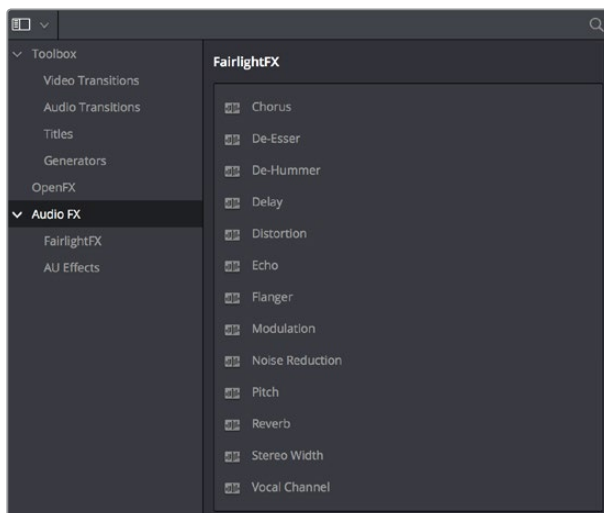 Toolbox
Video Transitions
Audio Transitions
Titles
Generators
OpenFX
Audio FX
FairlightFX
AU Effects
FairlightFX
Chorus
De-Esser
De-Hummer
Delay
Distortion
Echo
Flanger
Modulation
Noise Reduction
Pitch
Reverb
Stereo Width
Vocal Channel